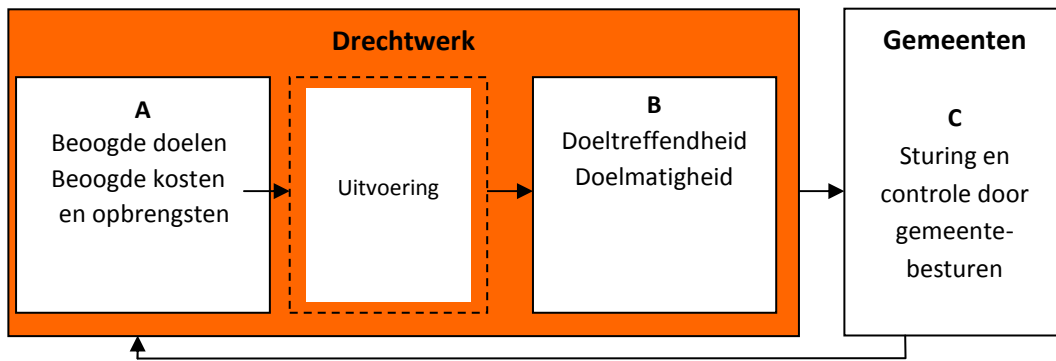 Drechtwerk
A
Beoogde doelen
Beoogde kosten
en opbrengsten
Uitvoering
B
Doeltreffendheid
Doelmatigheid
Gemeenten
C
Sturing en
controle door
gemeente-
besturen